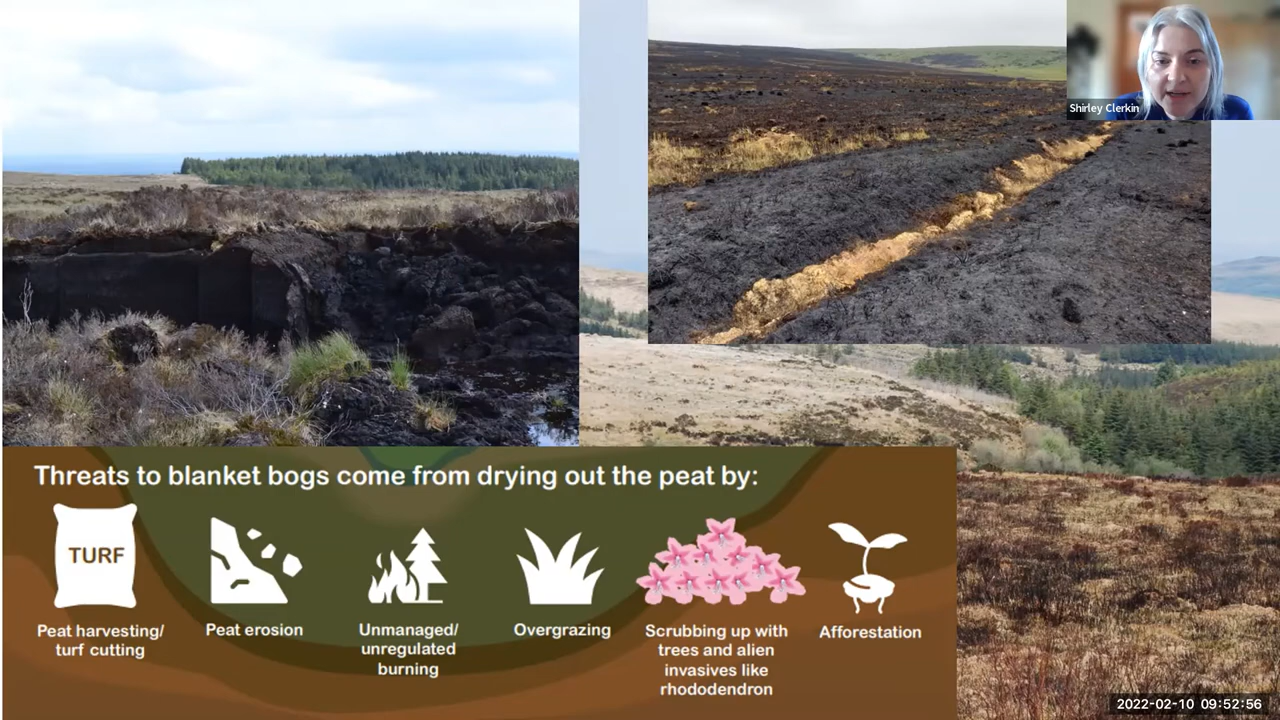 Shirley Clerkin
Threats to blanket bogs come from drying out the peat by:
TURF
Peat harvesting/
turf cutting
Peat erosion
Unmanaged/
unregulated
burning
Overgrazing
Scrubbing up with
trees and alien
invasives like
rhododendron
Afforestation
2022-02-10 09:52:56